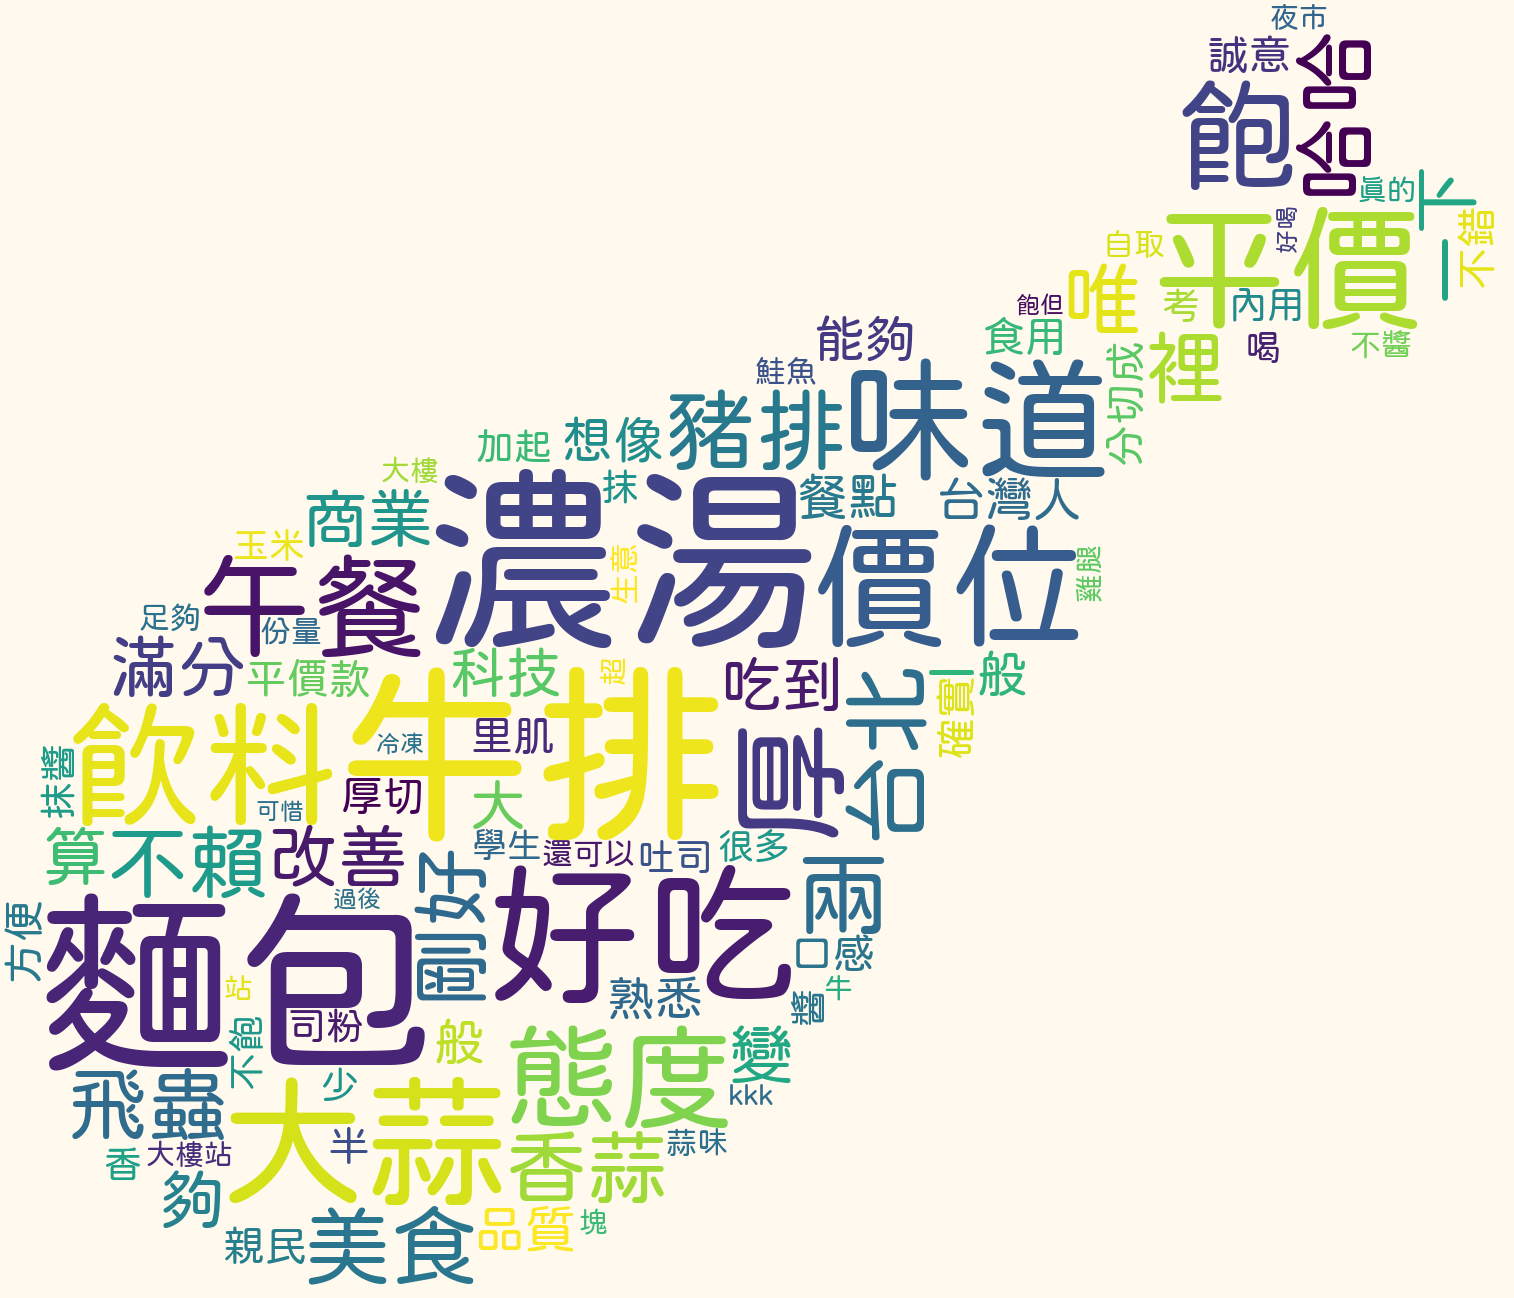 夜市
誠意
哈哈
飽
真的
一下
不錯
平價
好喝
自取
唯
飽但
考
內用
喝
不醬
裡
能夠
食用
鮭魚
味道
分切成
豬排
想像
加起
大樓
抹
餐點
台灣人
商業
濃湯
玉米
午餐
生意
價位
雞腿
足夠
份量
滿分
平價款
科技
超
吃到
一般
台北
確實
牛排
飲料
冷凍
里肌
厚
抹醬
可惜
厚切
大
學生
還可以
吐司
很多
算
不賴
改善
剛好
兩
過後
方便
麵包
好吃
口感
站
熟悉
牛
醬
司粉
不飽
般
態度
變
飛蟲
少
大蒜
kkk
半
香蒜
蒜味
香
大樓站
夠
親民
美食
品質
塊